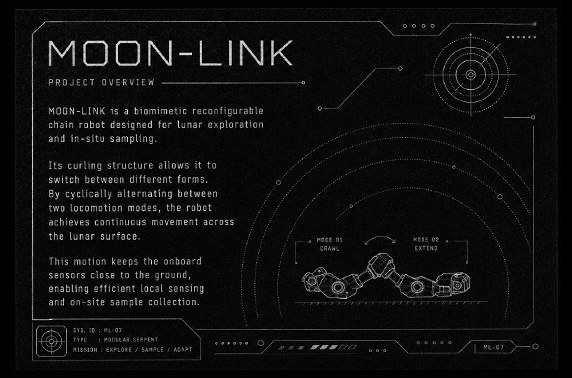 MOON-LINK
PROJECT OVERVIEW
MOON-LINK is a biomimetic reconfigurable
chain robot designed for lunar exploration
and in-situ sampling.
Its curling structure allows it to
switch between different forms.
By cyclically alternating between
two locomotion modes, the robot
achieves continuous movement across
the lunar surface.
This motion keeps the onboard
sensors close to the ground,
enabling efficient local sensing
and on-site sample collection.
MODE 01
CRAWL
MODE 02
EXTEND
SYS. ID : ML-07
TYPE : MODULAR SERPENT
MISSION : EXPLORE / SAMPLE / ADAPT
ML-07